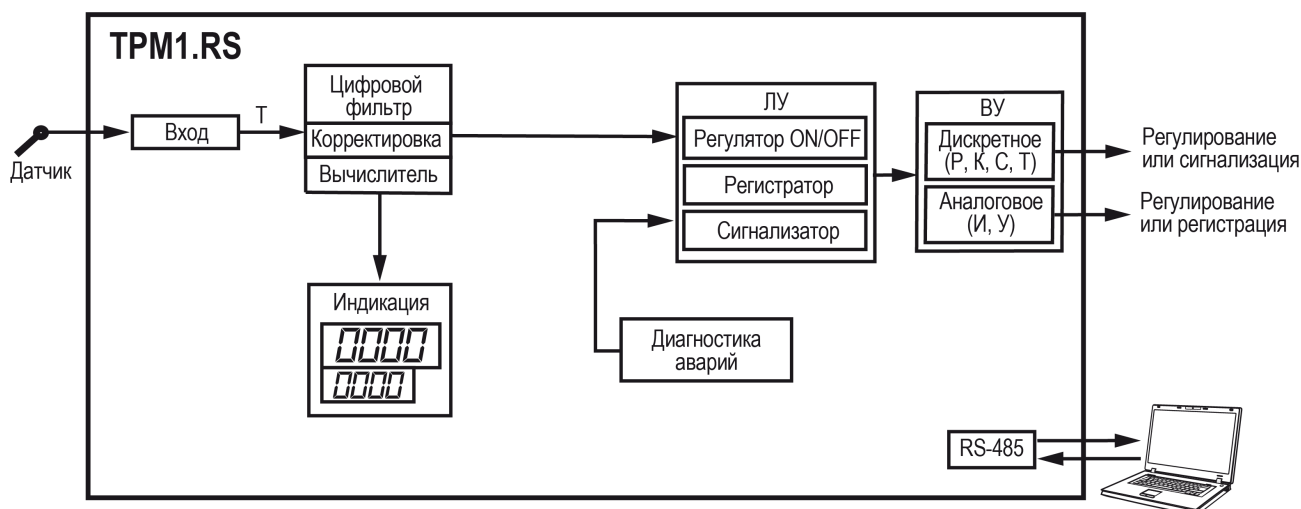 ТРМ1.RS
Датчик
Вход
T
Цифровой
фильтр
Корректировка
Вычислитель
Индикация
0000
0000
ЛУ
Регулятор ON/OFF
Регистратор
Сигнализатор
Диагностика
аварий
ВУ
Дискретное
(Р, К, С, Т)
Аналоговое
(И, У)
Регулирование
или сигнализация
Регулирование
или регистрация
RS-485